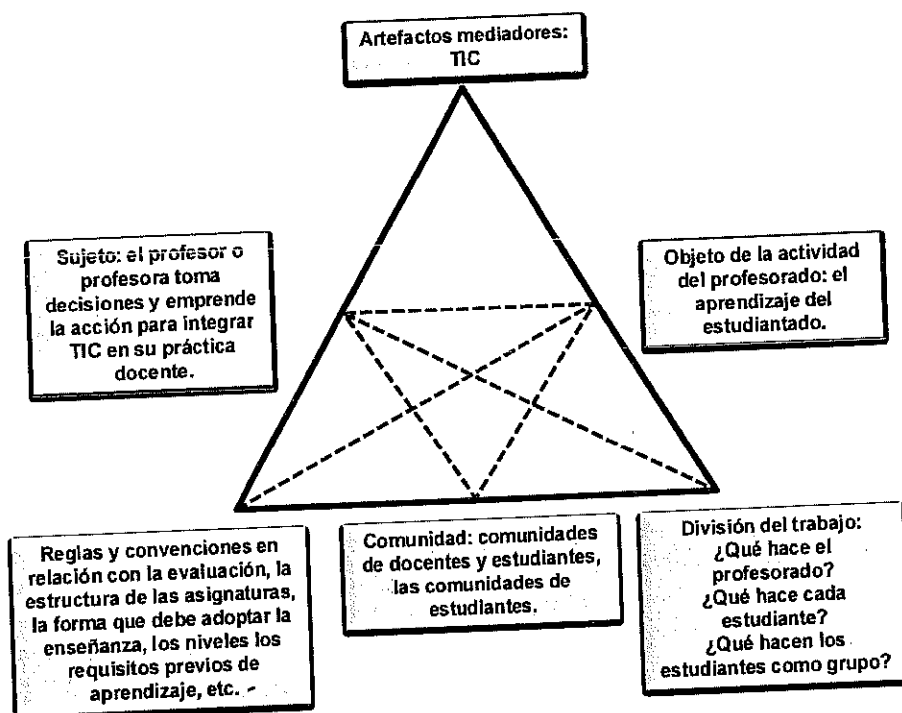 Artefactos mediadores:
TIC
Sujeto: el profesor o
profesora toma
decisiones y emprende
la acción para integrar
TIC en su práctica
docente.
Objeto de la actividad
del profesorado: el
aprendizaje del
estudiantado.
Reglas y convenciones en
relación con la evaluación, la
estructura de las asignaturas,
la forma que debe adoptar la
enseñanza, los niveles los
requisitos previos de
aprendizaje, etc. -
Comunidad: comunidades
de docentes y estudiantes,
las comunidades de
estudiantes.
División del trabajo:
¿Qué hace el
profesorado?
¿Qué hace cada
estudiante?
¿Qué hacen los
estudiantes como grupo?